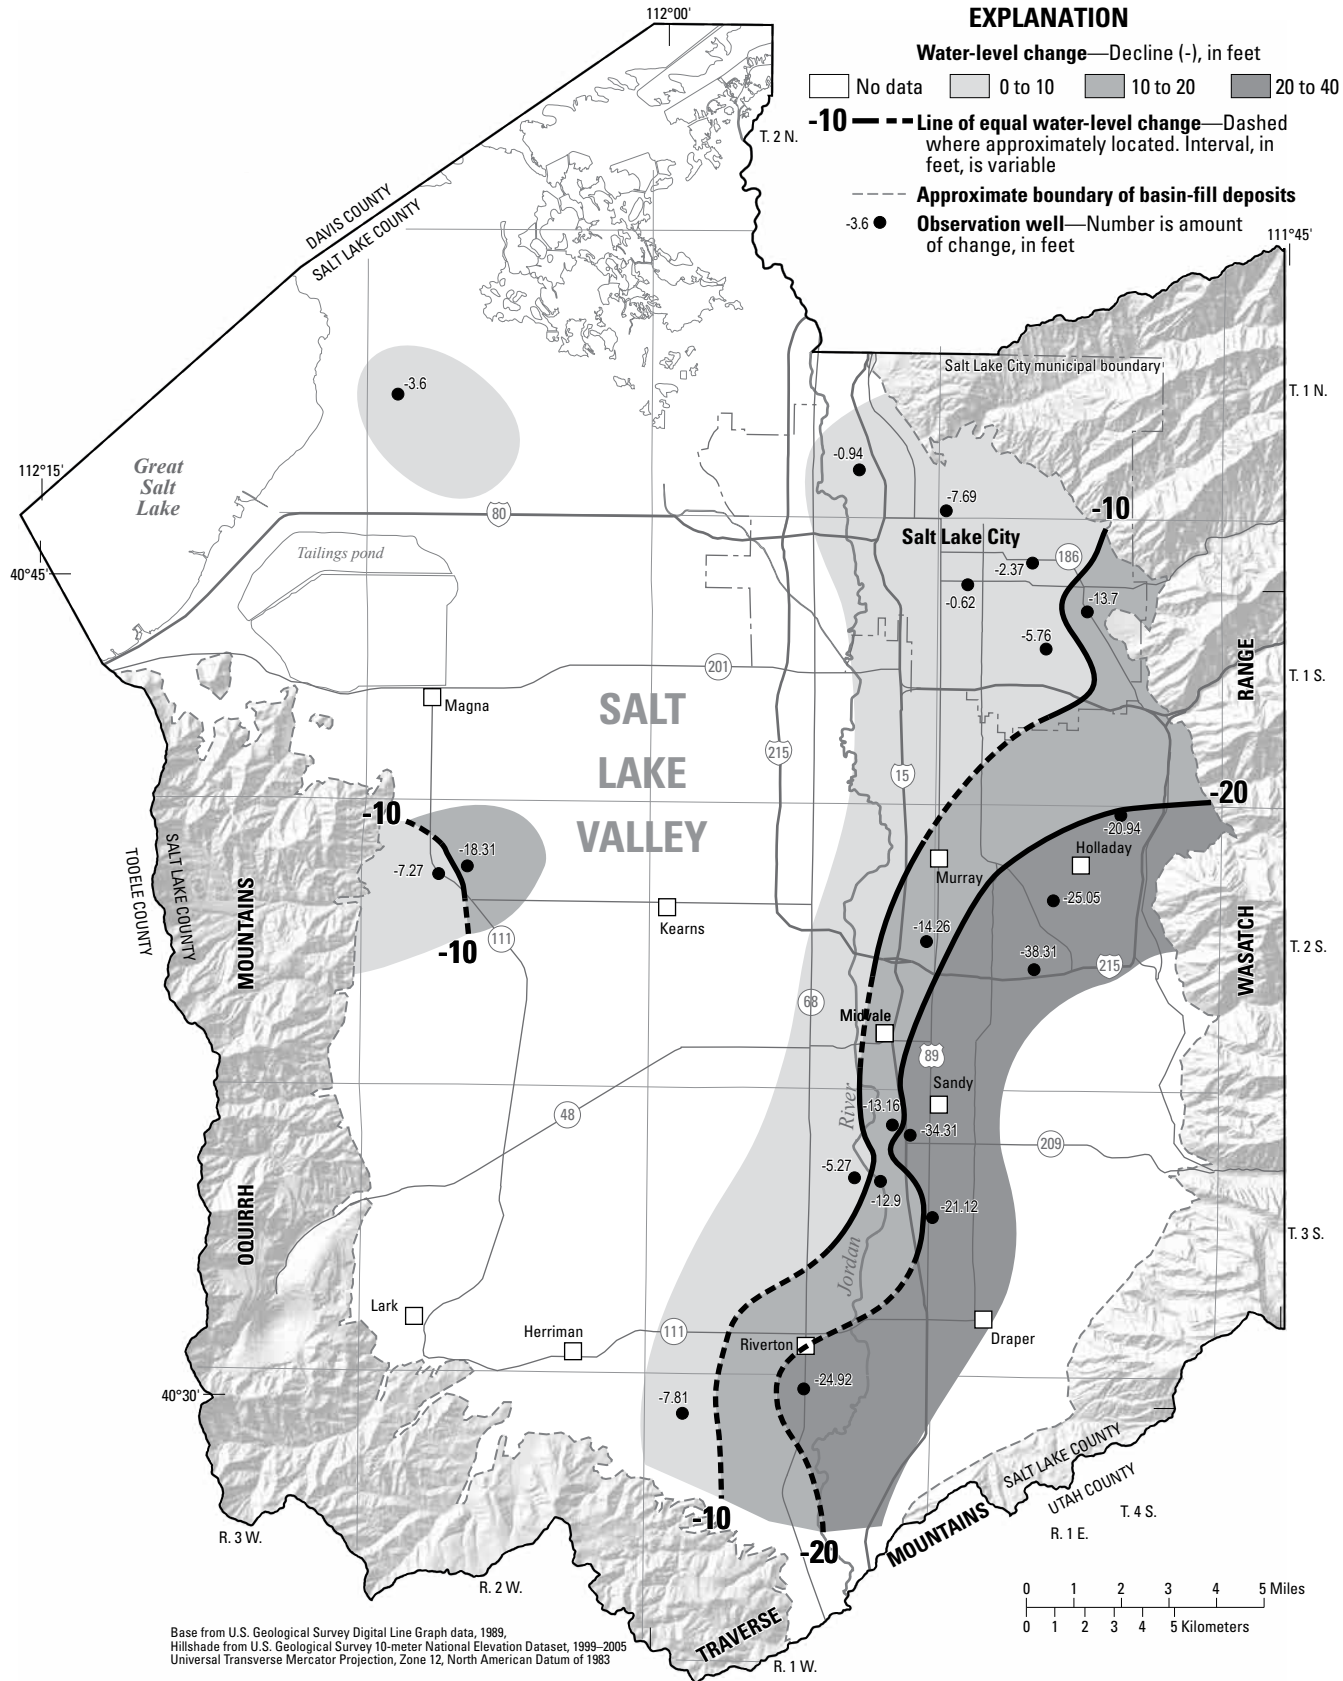 112°00'
EXPLANATION
Water-level change—Decline (-), in feet
No data
0 to 10
10 to 20
20 to 40
-10
Line of equal water-level change—Dashed
where approximately located. Interval, in
feet, is variable
Approximate boundary of basin-fill deposits
-3.6
Observation well—Number is amount
of change, in feet
T. 2 N.
111°45'
DAVIS COUNTY
SALT LAKE COUNTY
Salt Lake City municipal boundary
T. 1 N.
-3.6
-0.94
112°15'
Great
Salt
Lake
-7.69
-10
80
Salt Lake City
Tailings pond
40°45'
186
-2.37
-0.62
-13.7
-5.76
RANGE
T. 1 S.
201
Magna
SALT
LAKE
VALLEY
215
15
-10
-20
-20.94
Holladay
-18.31
-7.27
Murray
-25.05
TOOELE COUNTY
SALT LAKE COUNTY
MOUNTAINS
Kearns
-14.26
-10
111
-38.31
215
WASATCH
T. 2 S.
68
Midvale
89
Sandy
River
48
-13.16
-34.31
209
-5.27
-12.9
-21.12
OQUIRRH
T. 3 S.
Jordan
Lark
Herriman
111
Riverton
Draper
40°30'
-24.92
-7.81
SALT LAKE COUNTY
UTAH COUNTY
T. 4 S.
-10
R. 3 W.
MOUNTAINS
R. 1 E.
-20
R. 2 W.
0 1 2 3 4 5 Miles
0 1 2 3 4 5 Kilometers
TRAVERSE
R. 1 W.
Base from U.S. Geological Survey Digital Line Graph data, 1989,
Hillshade from U.S. Geological Survey 10-meter National Elevation Dataset, 1999–2005
Universal Transverse Mercator Projection, Zone 12, North American Datum of 1983